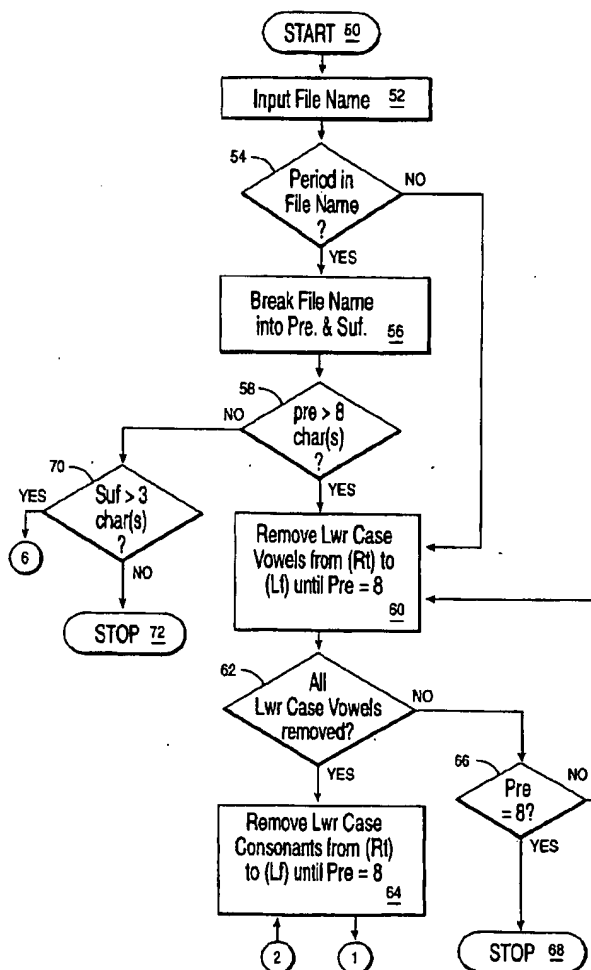 START 50
Input File Name 52
54
Period in
File Name
?
NO
YES
Break File Name
into Pre. & Suf.
56
58
pre > 8
char(s)
?
NO
YES
70
Suf > 3
char(s)
?
YES
6
NO
STOP 72
Remove Lwr Case
Vowels from (Rt) to
(Lf) until Pre = 8
60
62
All
Lwr Case Vowels
removed?
NO
YES
66
Pre
= 8?
NO
YES
STOP 68
Remove Lwr Case
Consonants from (Rt)
to (Lf) until Pre = 8
64
2
1